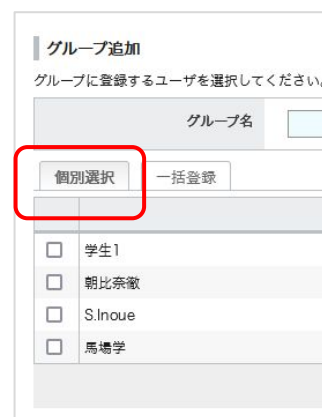 グループ追加
グループに登録するユーザを選択してください。
グループ名
個別選択 一括登録
学生1
朝比奈徹
S.Inoue
馬場学